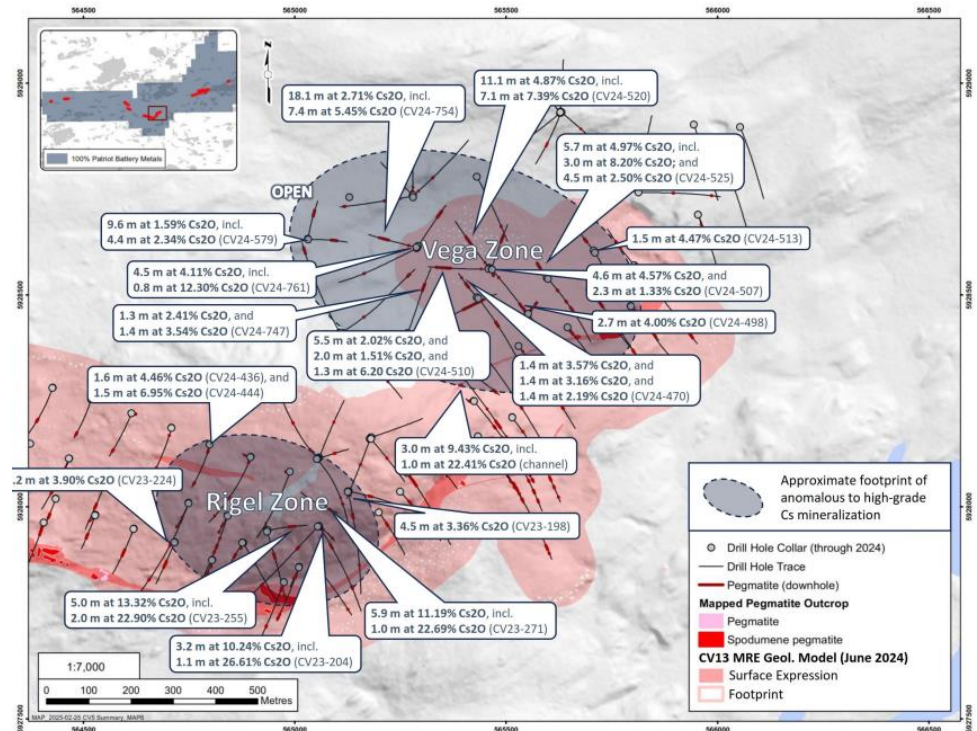 564500 565000 565500 566000 566500
N
100% Patriot Battery Metals
5929000
5929000
18.1 m at 2.71% Cs2O, incl.
7.4 m at 5.45% Cs2O (CV24-754)
11.1 m at 4.87% Cs2O, incl.
7.1 m at 7.39% Cs2O (CV24-520)
5.7 m at 4.97% Cs2O, incl.
3.0 m at 8.20% Cs2O; and
4.5 m at 2.50% Cs2O (CV24-525)
OPEN
9.6 m at 1.59% Cs2O, incl.
4.4 m at 2.34% Cs2O (CV24-579)
Vega Zone
1.5 m at 4.47% Cs2O (CV24-513)
4.5 m at 4.11% Cs2O, incl.
0.8 m at 12.30% Cs2O (CV24-761)
4.6 m at 4.57% Cs2O, and
2.3 m at 1.33% Cs2O (CV24-507)
5928500
5928500
1.3 m at 2.41% Cs2O, and
1.4 m at 3.54% Cs2O (CV24-747)
2.7 m at 4.00% Cs2O (CV24-498)
5.5 m at 2.02% Cs2O, and
2.0 m at 1.51% Cs2O, and
1.3 m at 6.20 Cs2O (CV24-510)
1.4 m at 3.57% Cs2O, and
1.4 m at 3.16% Cs2O, and
1.4 m at 2.19% Cs2O (CV24-470)
1.6 m at 4.46% Cs2O (CV24-436), and
1.5 m at 6.95% Cs2O (CV24-444)
3.0 m at 9.43% Cs2O, incl.
1.0 m at 22.41% Cs2O (channel)
.2 m at 3.90% Cs2O (CV23-224)
Rigel Zone
4.5 m at 3.36% Cs2O (CV23-198)
5928000
5.0 m at 13.32% Cs2O, incl.
2.0 m at 22.90% Cs2O (CV23-255)
5.9 m at 11.19% Cs2O, incl.
1.0 m at 22.69% Cs2O (CV23-271)
3.2 m at 10.24% Cs2O, incl.
1.1 m at 26.61% Cs2O (CV23-204)
Approximate footprint of
anomalous to high-grade
Cs mineralization
Drill Hole Collar (through 2024)
Drill Hole Trace
Pegmatite (downhole)
Mapped Pegmatite Outcrop
Pegmatite
Spodumene pegmatite
CV13 MRE Geol. Model (June 2024)
Surface Expression
Footprint
1:7,000
0 100 200 300 400 500
Metres
MAP_2025-02-26 CV5 Summary_MAPB
5927500
5927500
564500 565000 565500 566000 566500